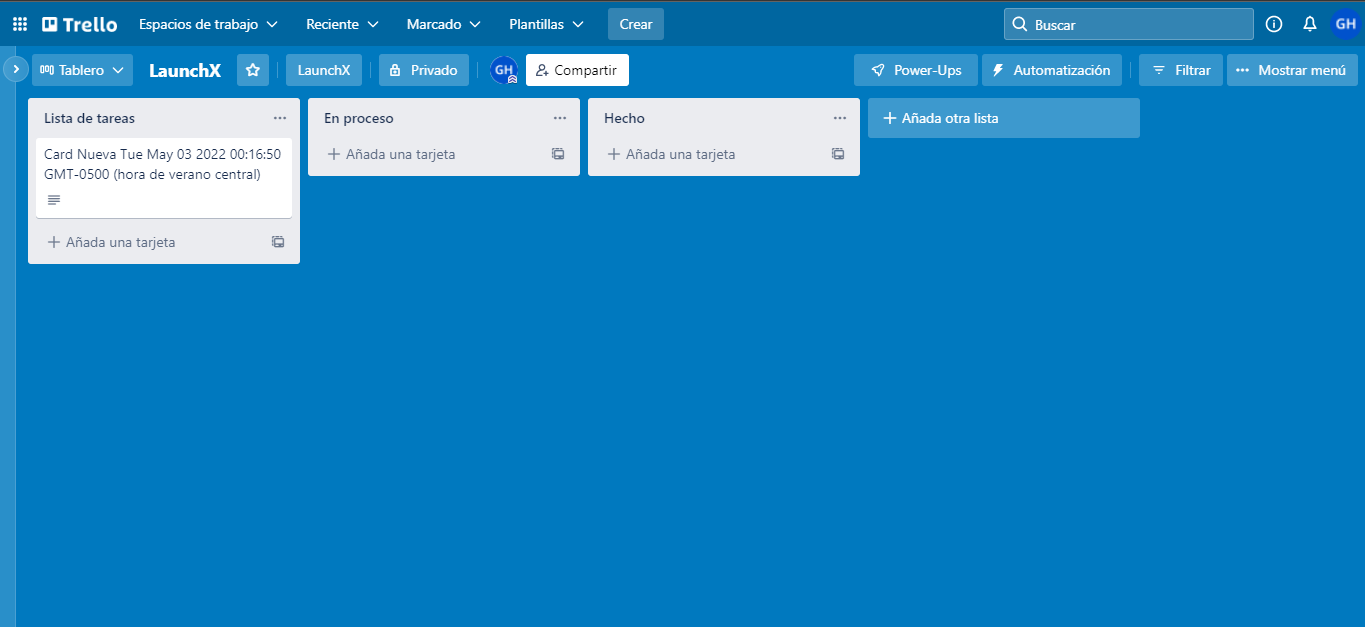 Trello Espacios de trabajo Reciente Marcado Plantillas Crear Buscar GH
Tablero LaunchX LaunchX Privado GH Compartir Power-Ups Automatización Filtrar Mostrar menú
Lista de tareas
Card Nueva Tue May 03 2022 00:16:50
GMT-0500 (hora de verano central)
Añada una tarjeta
En proceso
Añada una tarjeta
Hecho
Añada una tarjeta
Añada otra lista